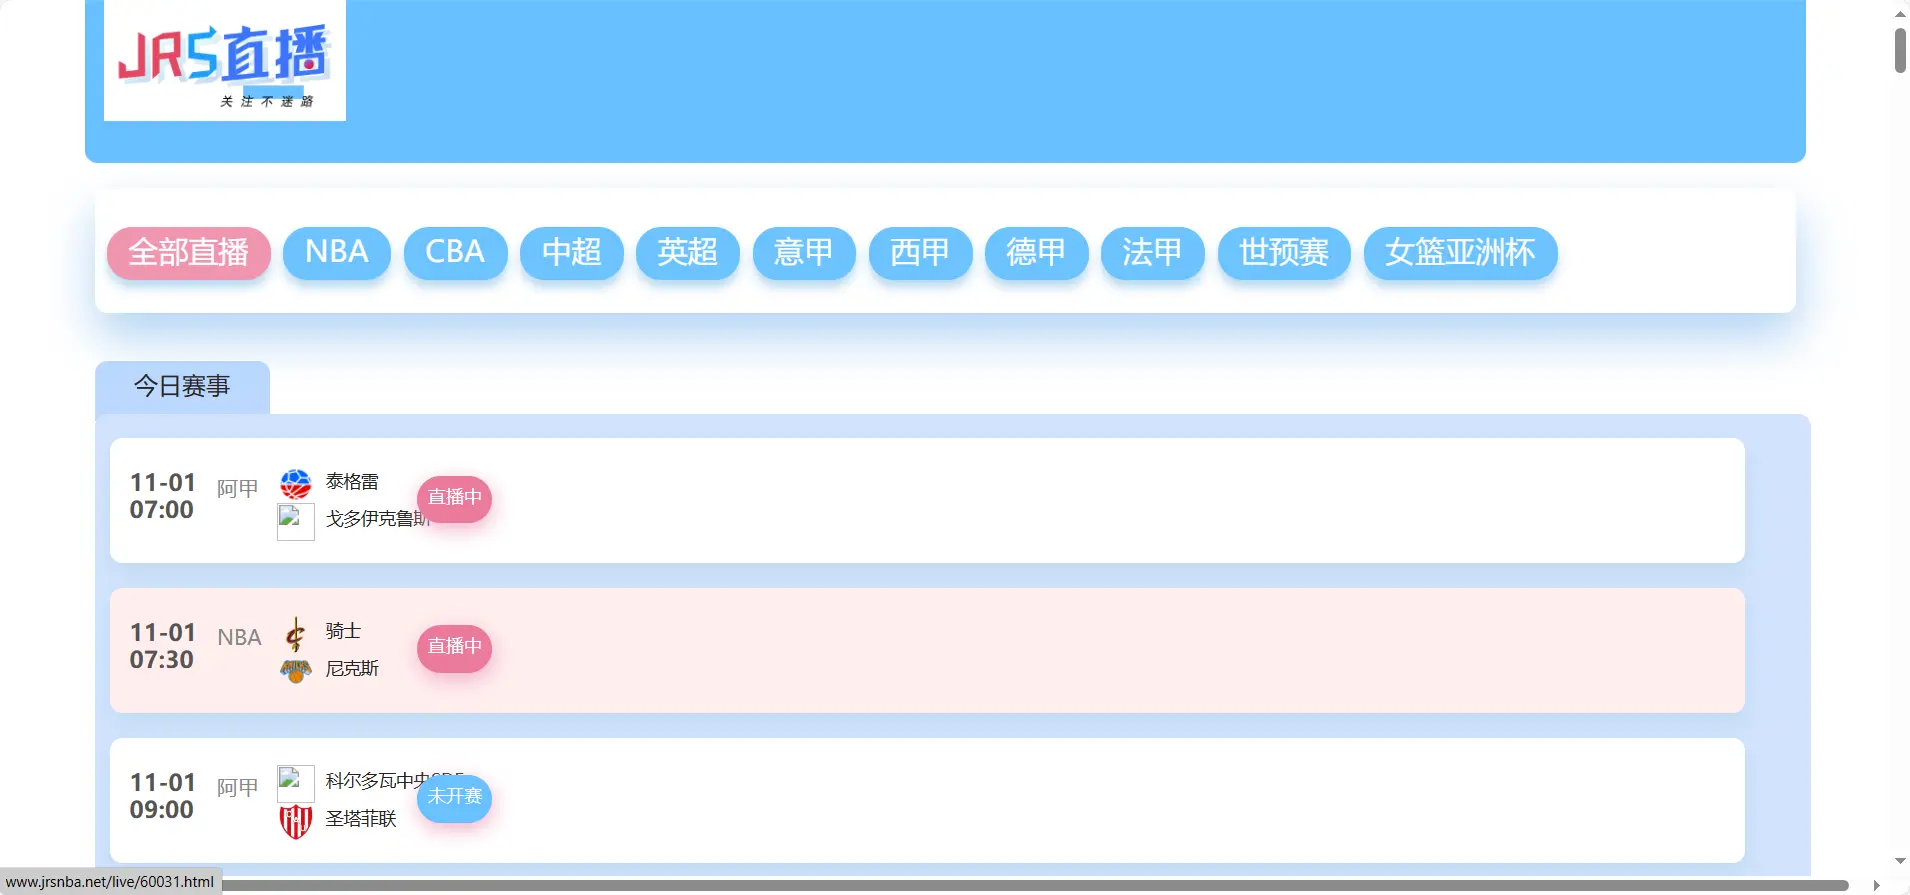 JRS直播
关注不迷路
全部直播 NBA CBA 中超 英超 意甲 西甲 德甲 法甲 世预赛 女篮亚洲杯
今日赛事
11-01
07:00
阿甲
泰格雷
戈多伊克鲁斯
直播中
11-01
07:30
NBA
骑士
尼克斯
直播中
11-01
09:00
阿甲
科尔多瓦中央
圣塔菲联
未开赛
www.jrsnba.net/live/60031.html